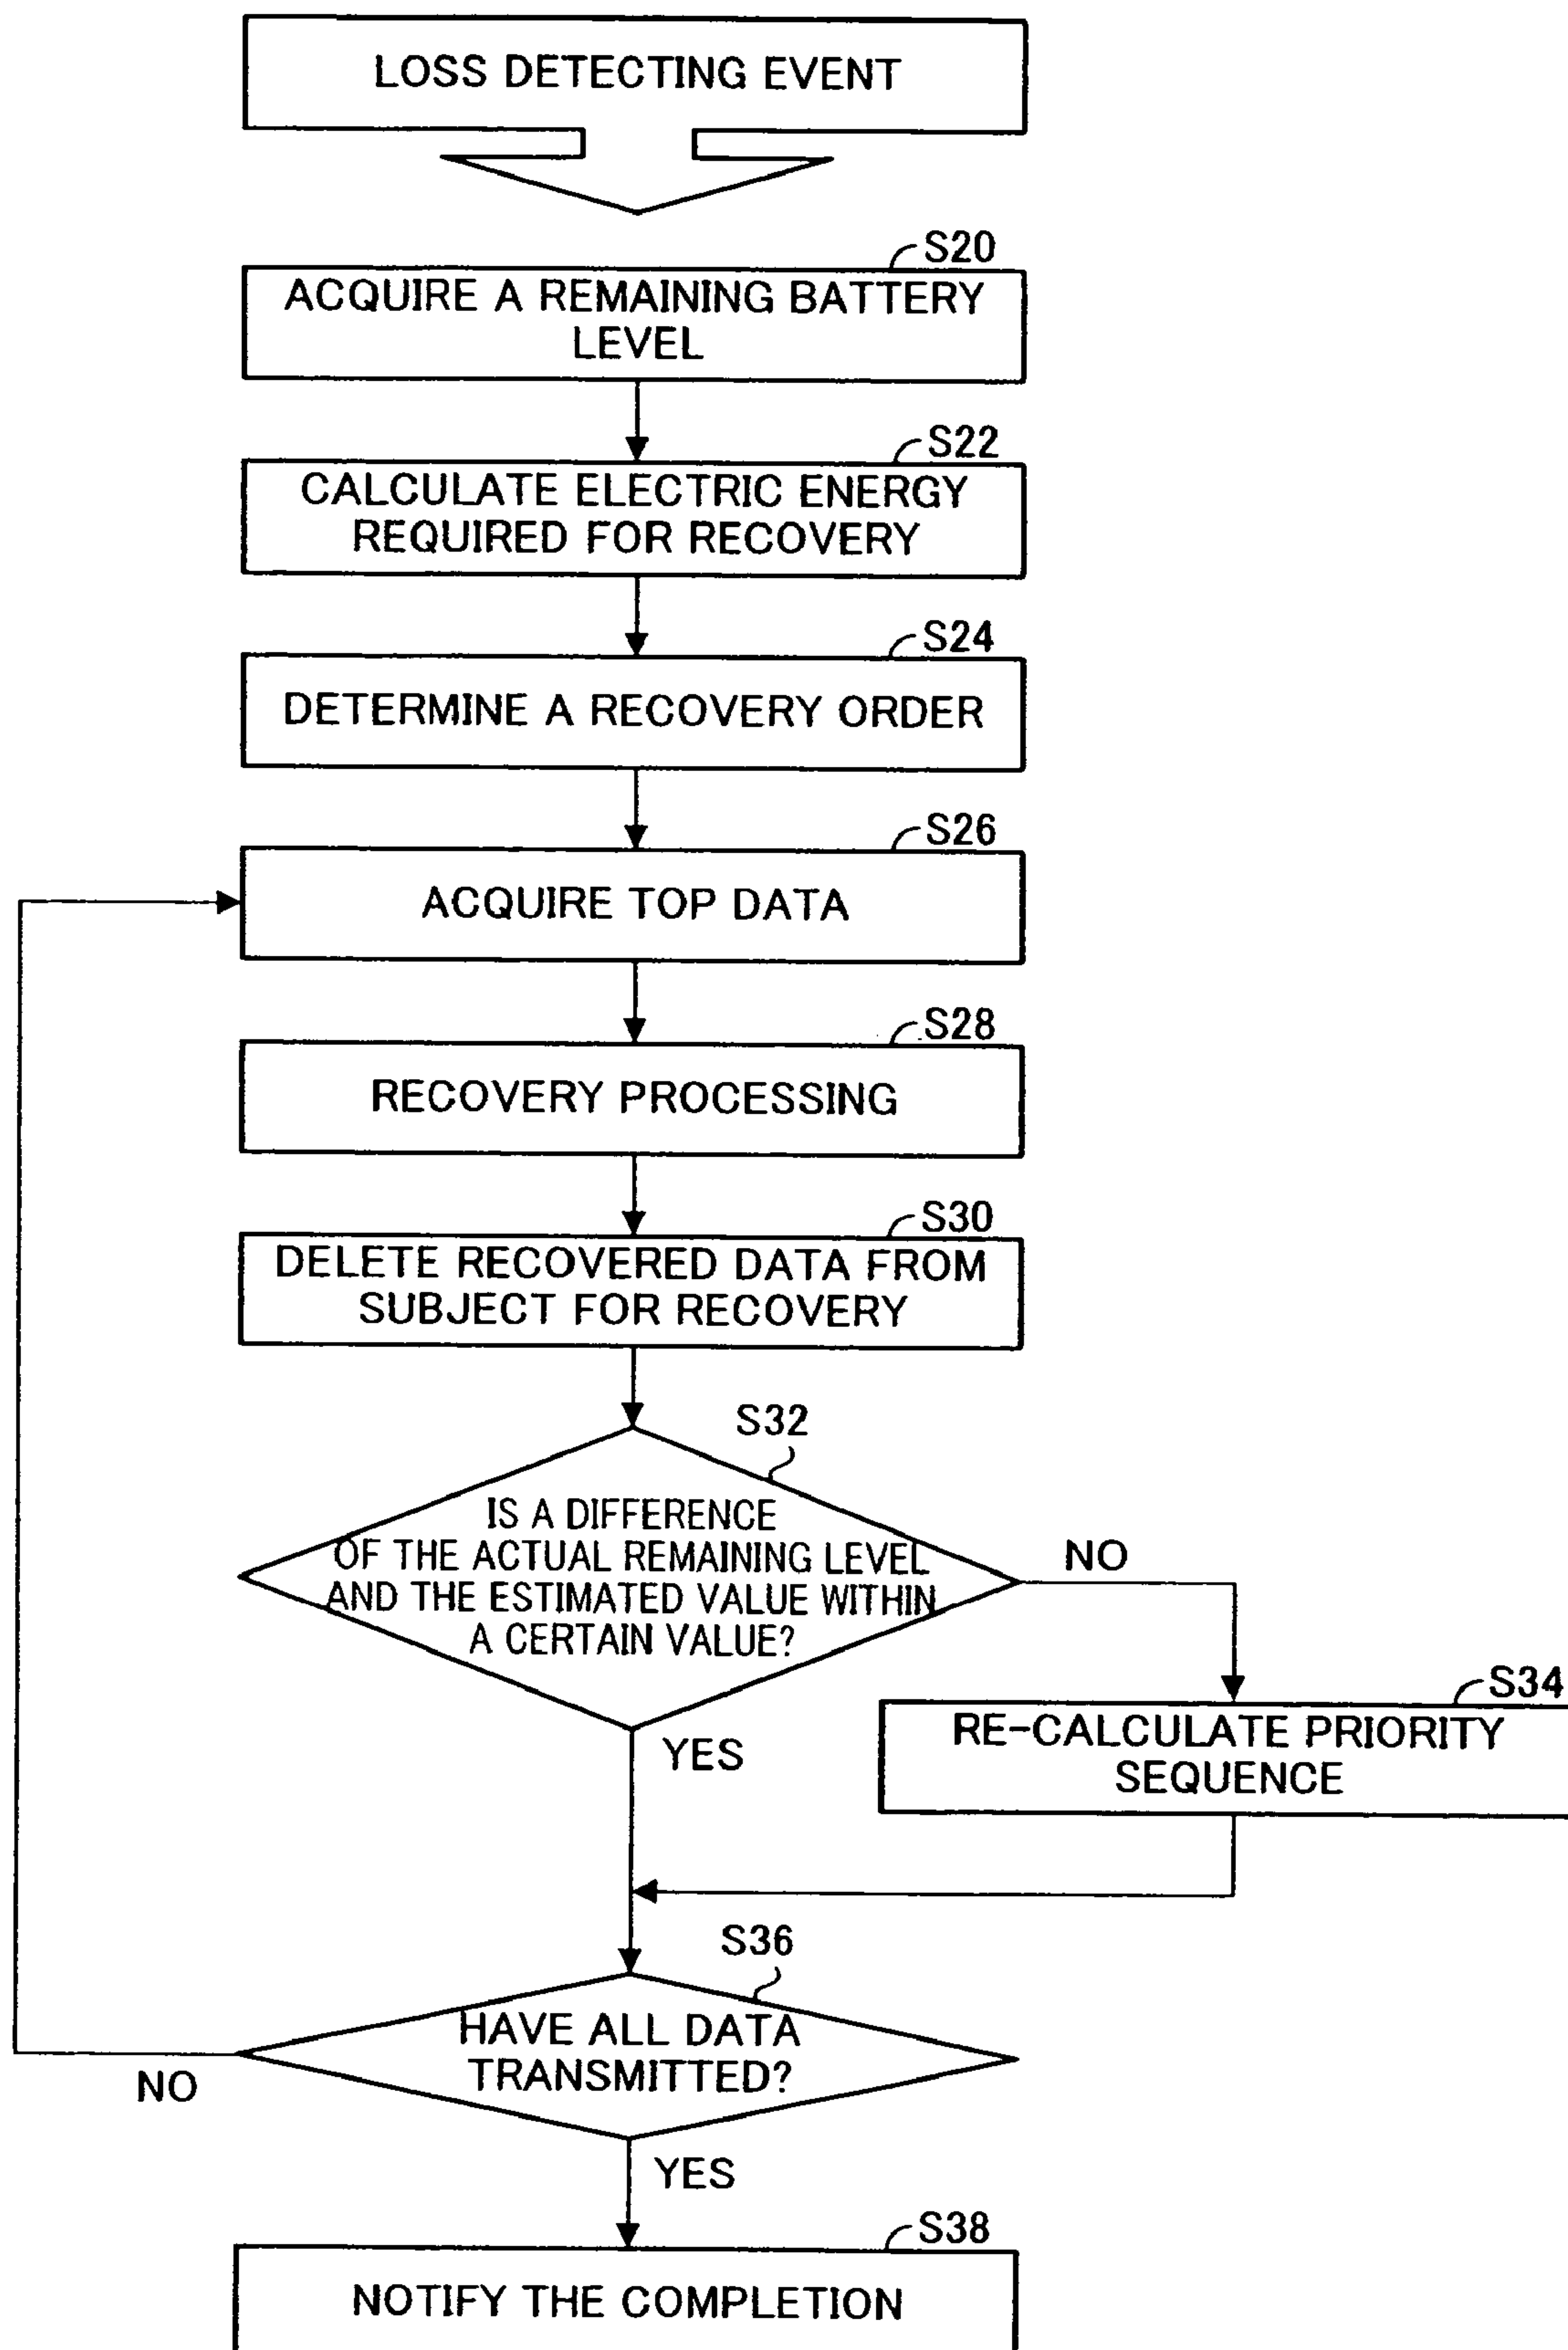 LOSS DETECTING EVENT
S20
ACQUIRE A REMAINING BATTERY
LEVEL
S22
CALCULATE ELECTRIC ENERGY
REQUIRED FOR RECOVERY
S24
DETERMINE A RECOVERY ORDER
S26
ACQUIRE TOP DATA
S28
RECOVERY PROCESSING
S30
DELETE RECOVERED DATA FROM
SUBJECT FOR RECOVERY
S32
IS A DIFFERENCE
OF THE ACTUAL REMAINING LEVEL
AND THE ESTIMATED VALUE WITHIN
A CERTAIN VALUE?
NO
YES
S34
RE-CALCULATE PRIORITY
SEQUENCE
S36
HAVE ALL DATA
TRANSMITTED?
NO
YES
S38
NOTIFY THE COMPLETION